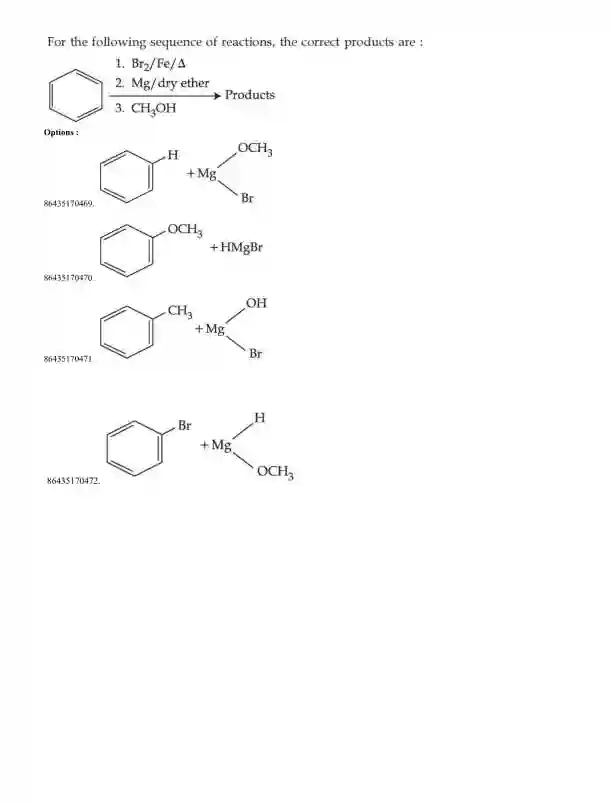 For the following sequence of reactions, the correct products are :
1. Br₂/Fe/Δ
2. Mg/dry ether
3. CH₃OH
Products
Options :
H
+ Mg
OCH₃
Br
86435170469.
OCH₃
+ HMgBr
86435170470.
CH₃
+ Mg
OH
Br
86435170471.
Br
+ Mg
H
OCH₃
86435170472.